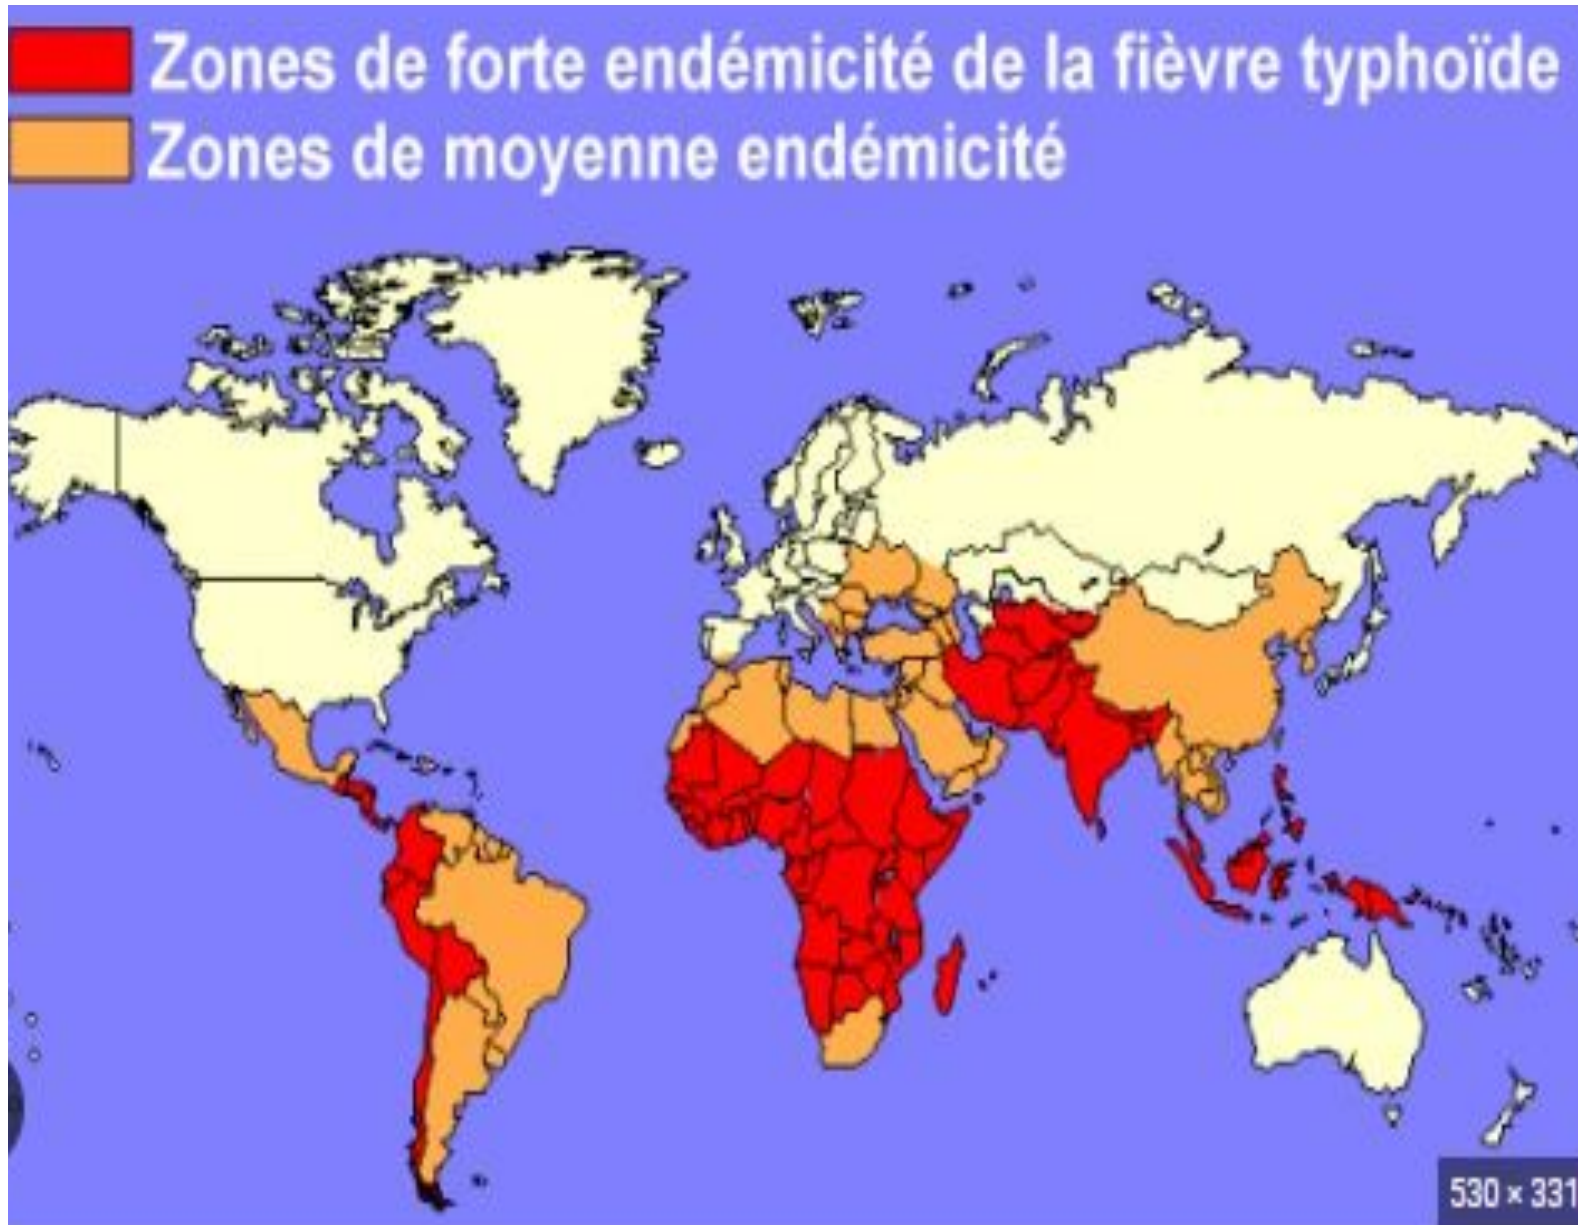 Zones de forte endémicité de la fièvre typhoïde
Zones de moyenne endémicité
530 × 331